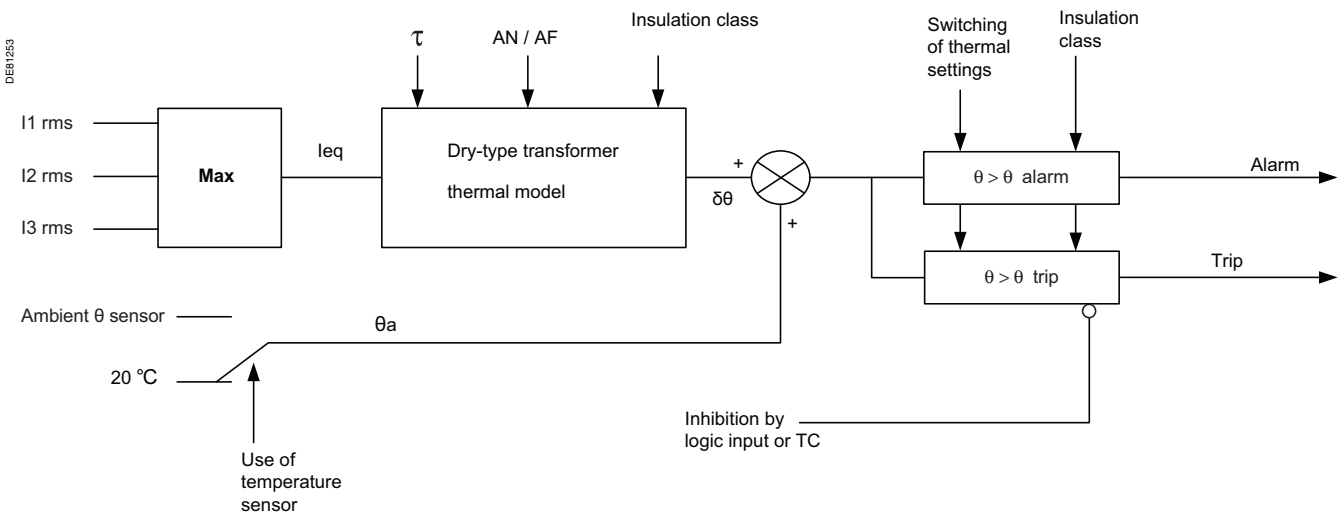 DE81253
τ
AN / AF
Insulation class
Switching
of thermal
settings
Insulation
class
I1 rms
I2 rms
I3 rms
Max
Ieq
Dry-type transformer
thermal model
+
δθ
+
θ > θ alarm
Alarm
θ > θ trip
Trip
Ambient θ sensor
θa
20 °C
Use of
temperature
sensor
Inhibition by
logic input or TC